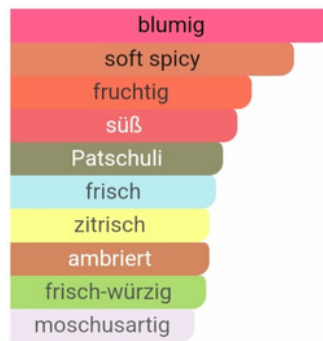 blumig
soft spicy
fruchtig
süß
Patschuli
frisch
zitrisch
ambriert
frisch-würzig
moschusartig